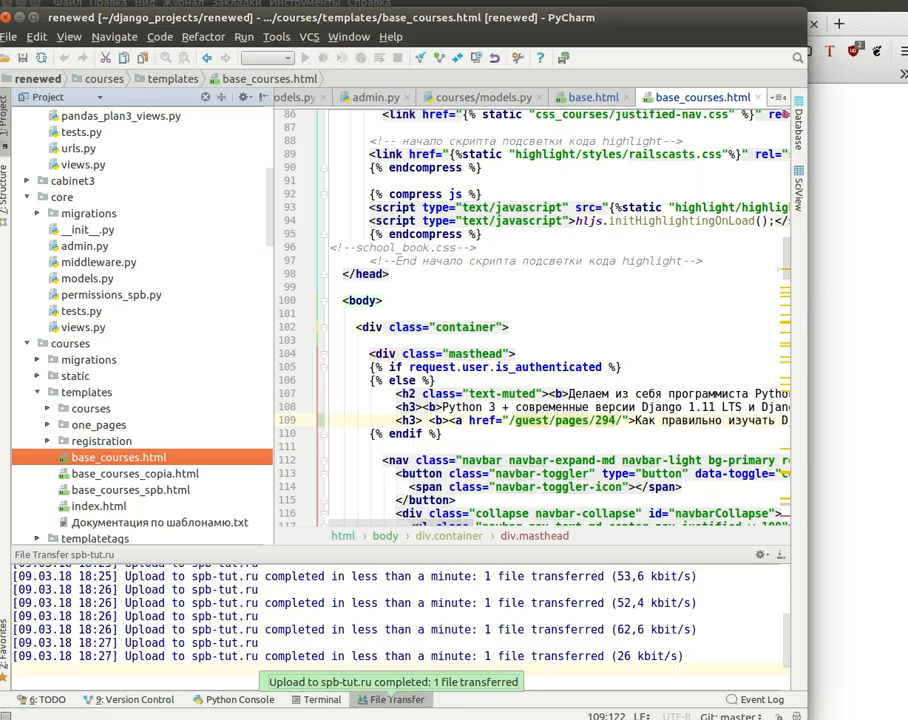 renewed [~/django_projects/renewed] - .../courses/templates/base_courses.html [renewed] - PyCharm
File Edit View Navigate Code Refactor Run Tools VCS Window Help
renewed courses templates base_courses.html
Project
odels.py admin.py courses/models.py base.html base_courses.html
pandas_plan3_views.py
tests.py
urls.py
views.py
cabinet3
core
migrations
__init__.py
admin.py
middleware.py
models.py
permissions_spb.py
tests.py
views.py
courses
migrations
static
templates
courses
one_pages
registration
base_courses.html
base_courses_copia.html
base_courses_spb.html
index.html
Документация по шаблонамю.txt
templatetags
1: Project
7: Structure
2: Favorites
Database
SciView
86 <link href="{% static "css_courses/justified-nav.css" %}" re
87
88 <!-- начало скрипта подсветки кода highlight-->
89 <link href="{%static "highlight/styles/railscasts.css"%}" rel="
90 {% endcompress %}
91
92 {% compress js %}
93 <script type="text/javascript" src="{%static "highlight/highlig
94 <script type="text/javascript">hljs.initHighlightingOnLoad();</
95 {% endcompress %}
96 <!--school_book.css-->
97 <!--End начало скрипта подсветки кода highlight-->
98 </head>
99
100 <body>
101
102 <div class="container">
103
104 <div class="masthead">
105 {% if request.user.is_authenticated %}
106 {% else %}
107 <h2 class="text-muted"><b>Делаем из себя программиста Python
108 <h3><b>Python 3 + современные версии Django 1.11 LTS и Djan
109 <h3> <b><a href="/guest/pages/294/">Как правильно изучать D
110 {% endif %}
111
112 <nav class="navbar navbar-expand-md navbar-light bg-primary r
113 <button class="navbar-toggler" type="button" data-toggle="c
114 <span class="navbar-toggler-icon"></span>
115 </button>
116 <div class="collapse navbar-collapse" id="navbarCollapse">
html body div.container div.masthead
File Transfer spb-tut.ru
[09.03.18 18:25] Upload to spb-tut.ru completed in less than a minute: 1 file transferred (53,6 kbit/s)
[09.03.18 18:26] Upload to spb-tut.ru
[09.03.18 18:26] Upload to spb-tut.ru completed in less than a minute: 1 file transferred (52,4 kbit/s)
[09.03.18 18:26] Upload to spb-tut.ru
[09.03.18 18:26] Upload to spb-tut.ru completed in less than a minute: 1 file transferred (62,6 kbit/s)
[09.03.18 18:27] Upload to spb-tut.ru
[09.03.18 18:27] Upload to spb-tut.ru completed in less than a minute: 1 file transferred (26 kbit/s)
Upload to spb-tut.ru completed: 1 file transferred
6: TODO 9: Version Control Python Console Terminal File Transfer Event Log
109:122 LF÷ UTF-8 Git: master÷